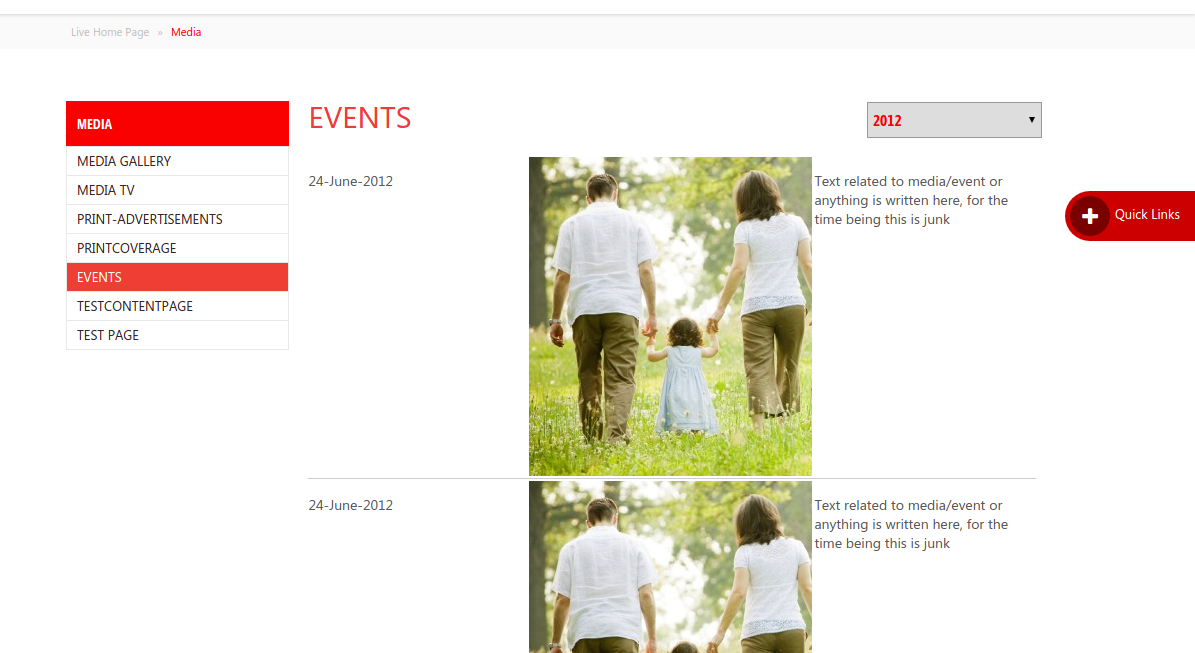 Live Home Page » Media
MEDIA
MEDIA GALLERY
MEDIA TV
PRINT-ADVERTISEMENTS
PRINTCOVERAGE
EVENTS
TESTCONTENTPAGE
TEST PAGE
EVENTS
2012
24-June-2012
Text related to media/event or
anything is written here, for the
time being this is junk
Quick Links
24-June-2012
Text related to media/event or
anything is written here, for the
time being this is junk